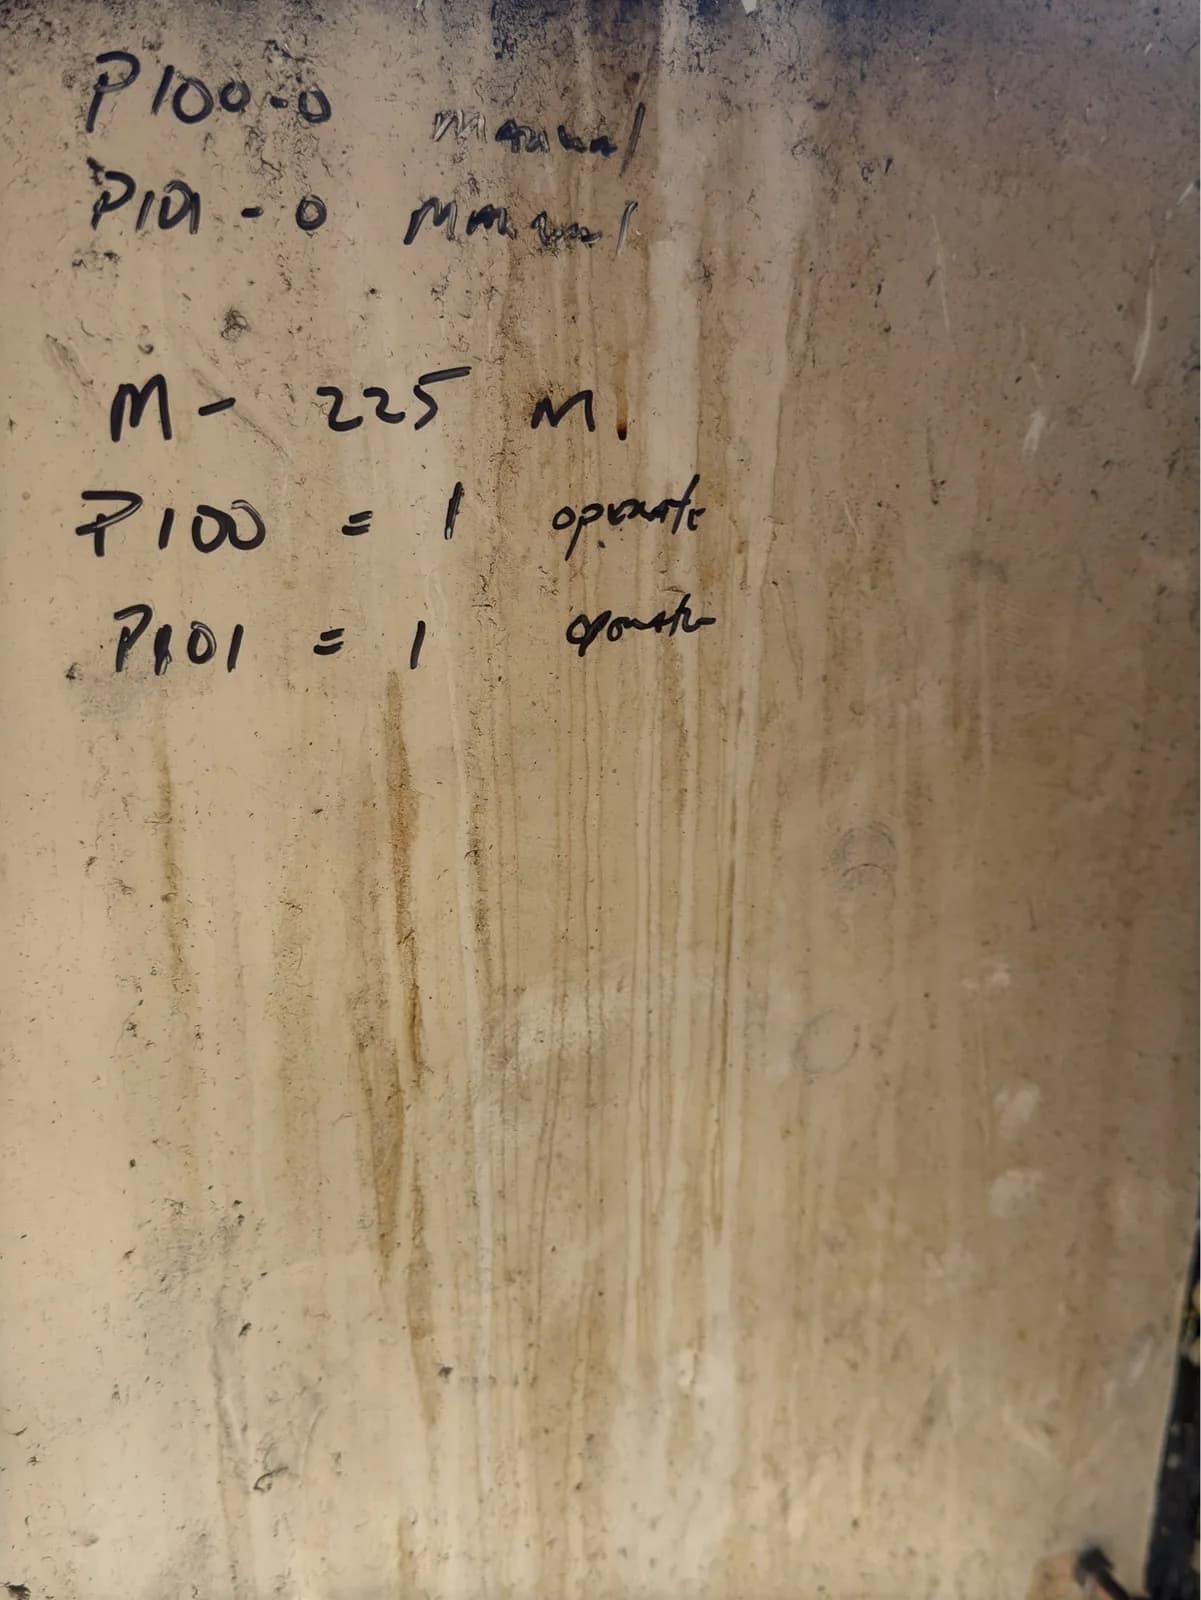 P100-0 Manual
P101-0 Manual
M- 225 M
P100 = 1 operate
P101 = 1 operate